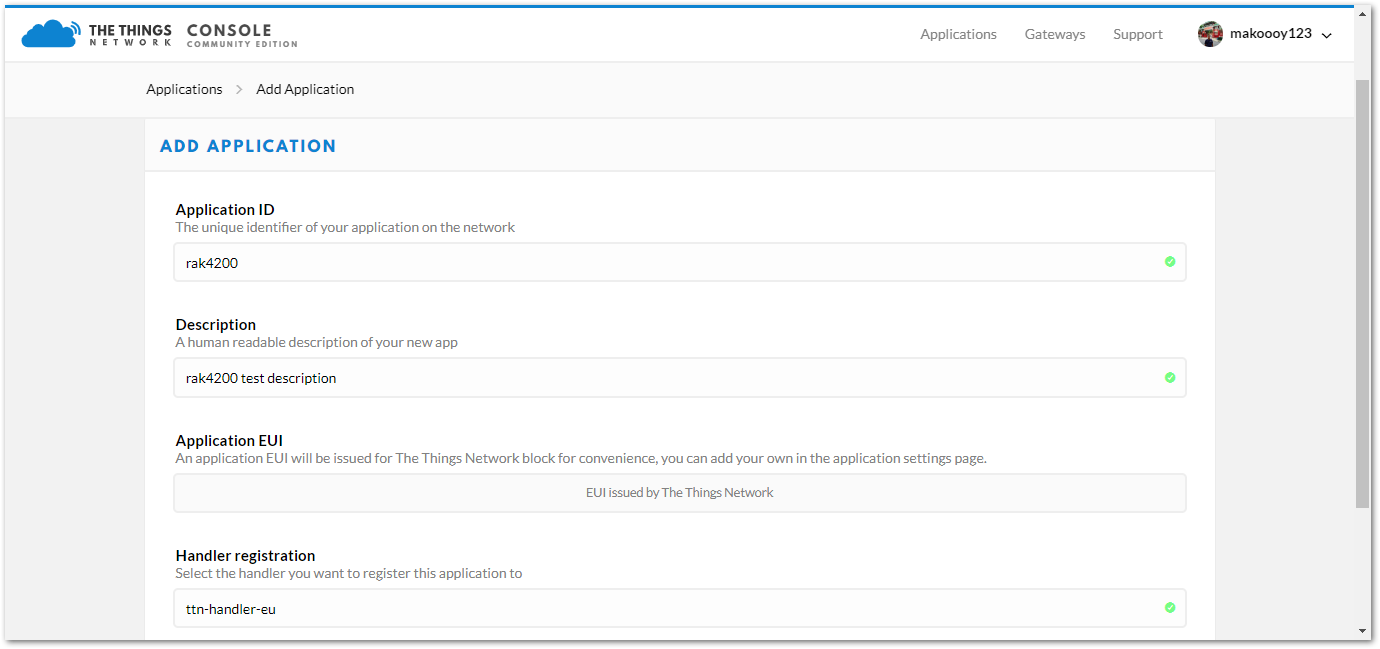 THE THINGS
NETWORK
CONSOLE
COMMUNITY EDITION
Applications
Gateways
Support
makoooy123
Applications
Add Application
ADD APPLICATION
Application ID
The unique identifier of your application on the network
rak4200
Description
A human readable description of your new app
rak4200 test description
Application EUI
An application EUI will be issued for The Things Network block for convenience, you can add your own in the application settings page.
EUI issued by The Things Network
Handler registration
Select the handler you want to register this application to
ttn-handler-eu